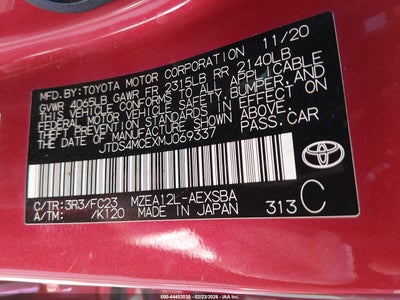 MFD.BY:TOYOTA MOTOR CORPORATION 11/20
GVWR 4065LB GAWR FR 2315LB RR 2140LB
THIS VEHICLE CONFORMS TO ALL APPLICABLE
FEDERAL MOTOR VEHICLE SAFETY, BUMPER, AND
THEFT PREVENTION STANDARDS IN EFFECT ON
THE DATE OF MANUFACTURE SHOWN ABOVE.
JTDS4MCEXMJ069337 PASS.CAR
TOYOTA
C/TR:3R3/FC23 MZEA12L-AEXSBA
A/TM: /K120 MADE IN JAPAN 313C
000-44402030 - 02/23/2026 - IAA Inc.